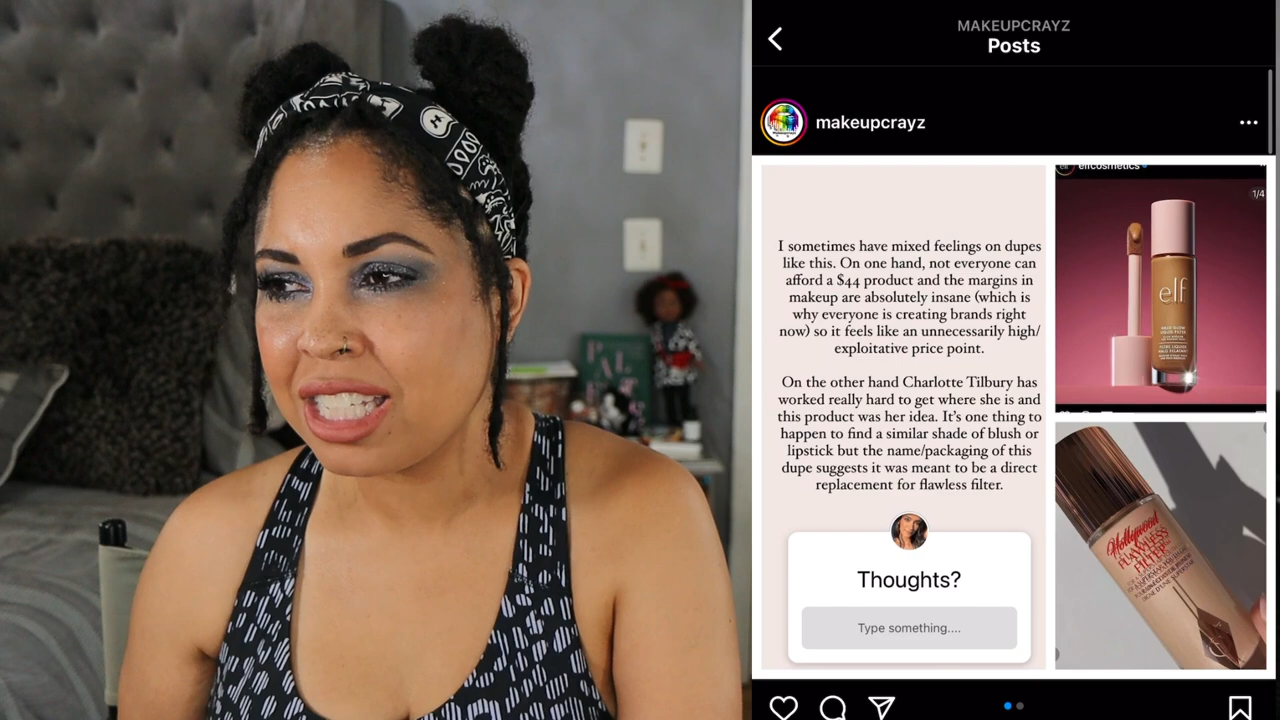 MAKEUPCRAYZ
Posts
makeupcrayz
elfcosmetics
1/4
I sometimes have mixed feelings on dupes
like this. On one hand, not everyone can
afford a $44 product and the margins in
makeup are absolutely insane (which is
why everyone is creating brands right
now) so it feels like an unnecessarily high/
exploitative price point.
On the other hand Charlotte Tilbury has
worked really hard to get where she is and
this product was her idea. It's one thing to
happen to find a similar shade of blush or
lipstick but the name/packaging of this
dupe suggests it was meant to be a direct
replacement for flawless filter.
Thoughts?
Type something....
e.l.f.
HALO GLOW
Hollywood
FLAWLESS
FILTER